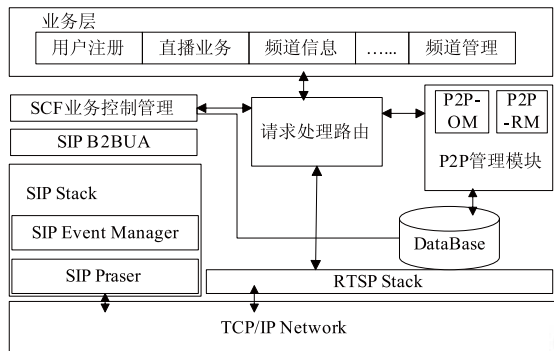 业务层
用户注册 直播业务 频道信息 …... 频道管理
SCF业务控制管理
SIP B2BUA
请求处理路由
P2P-OM
P2P-RM
P2P管理模块
SIP Stack
SIP Event Manager
SIP Praser
DataBase
RTSP Stack
TCP/IP Network